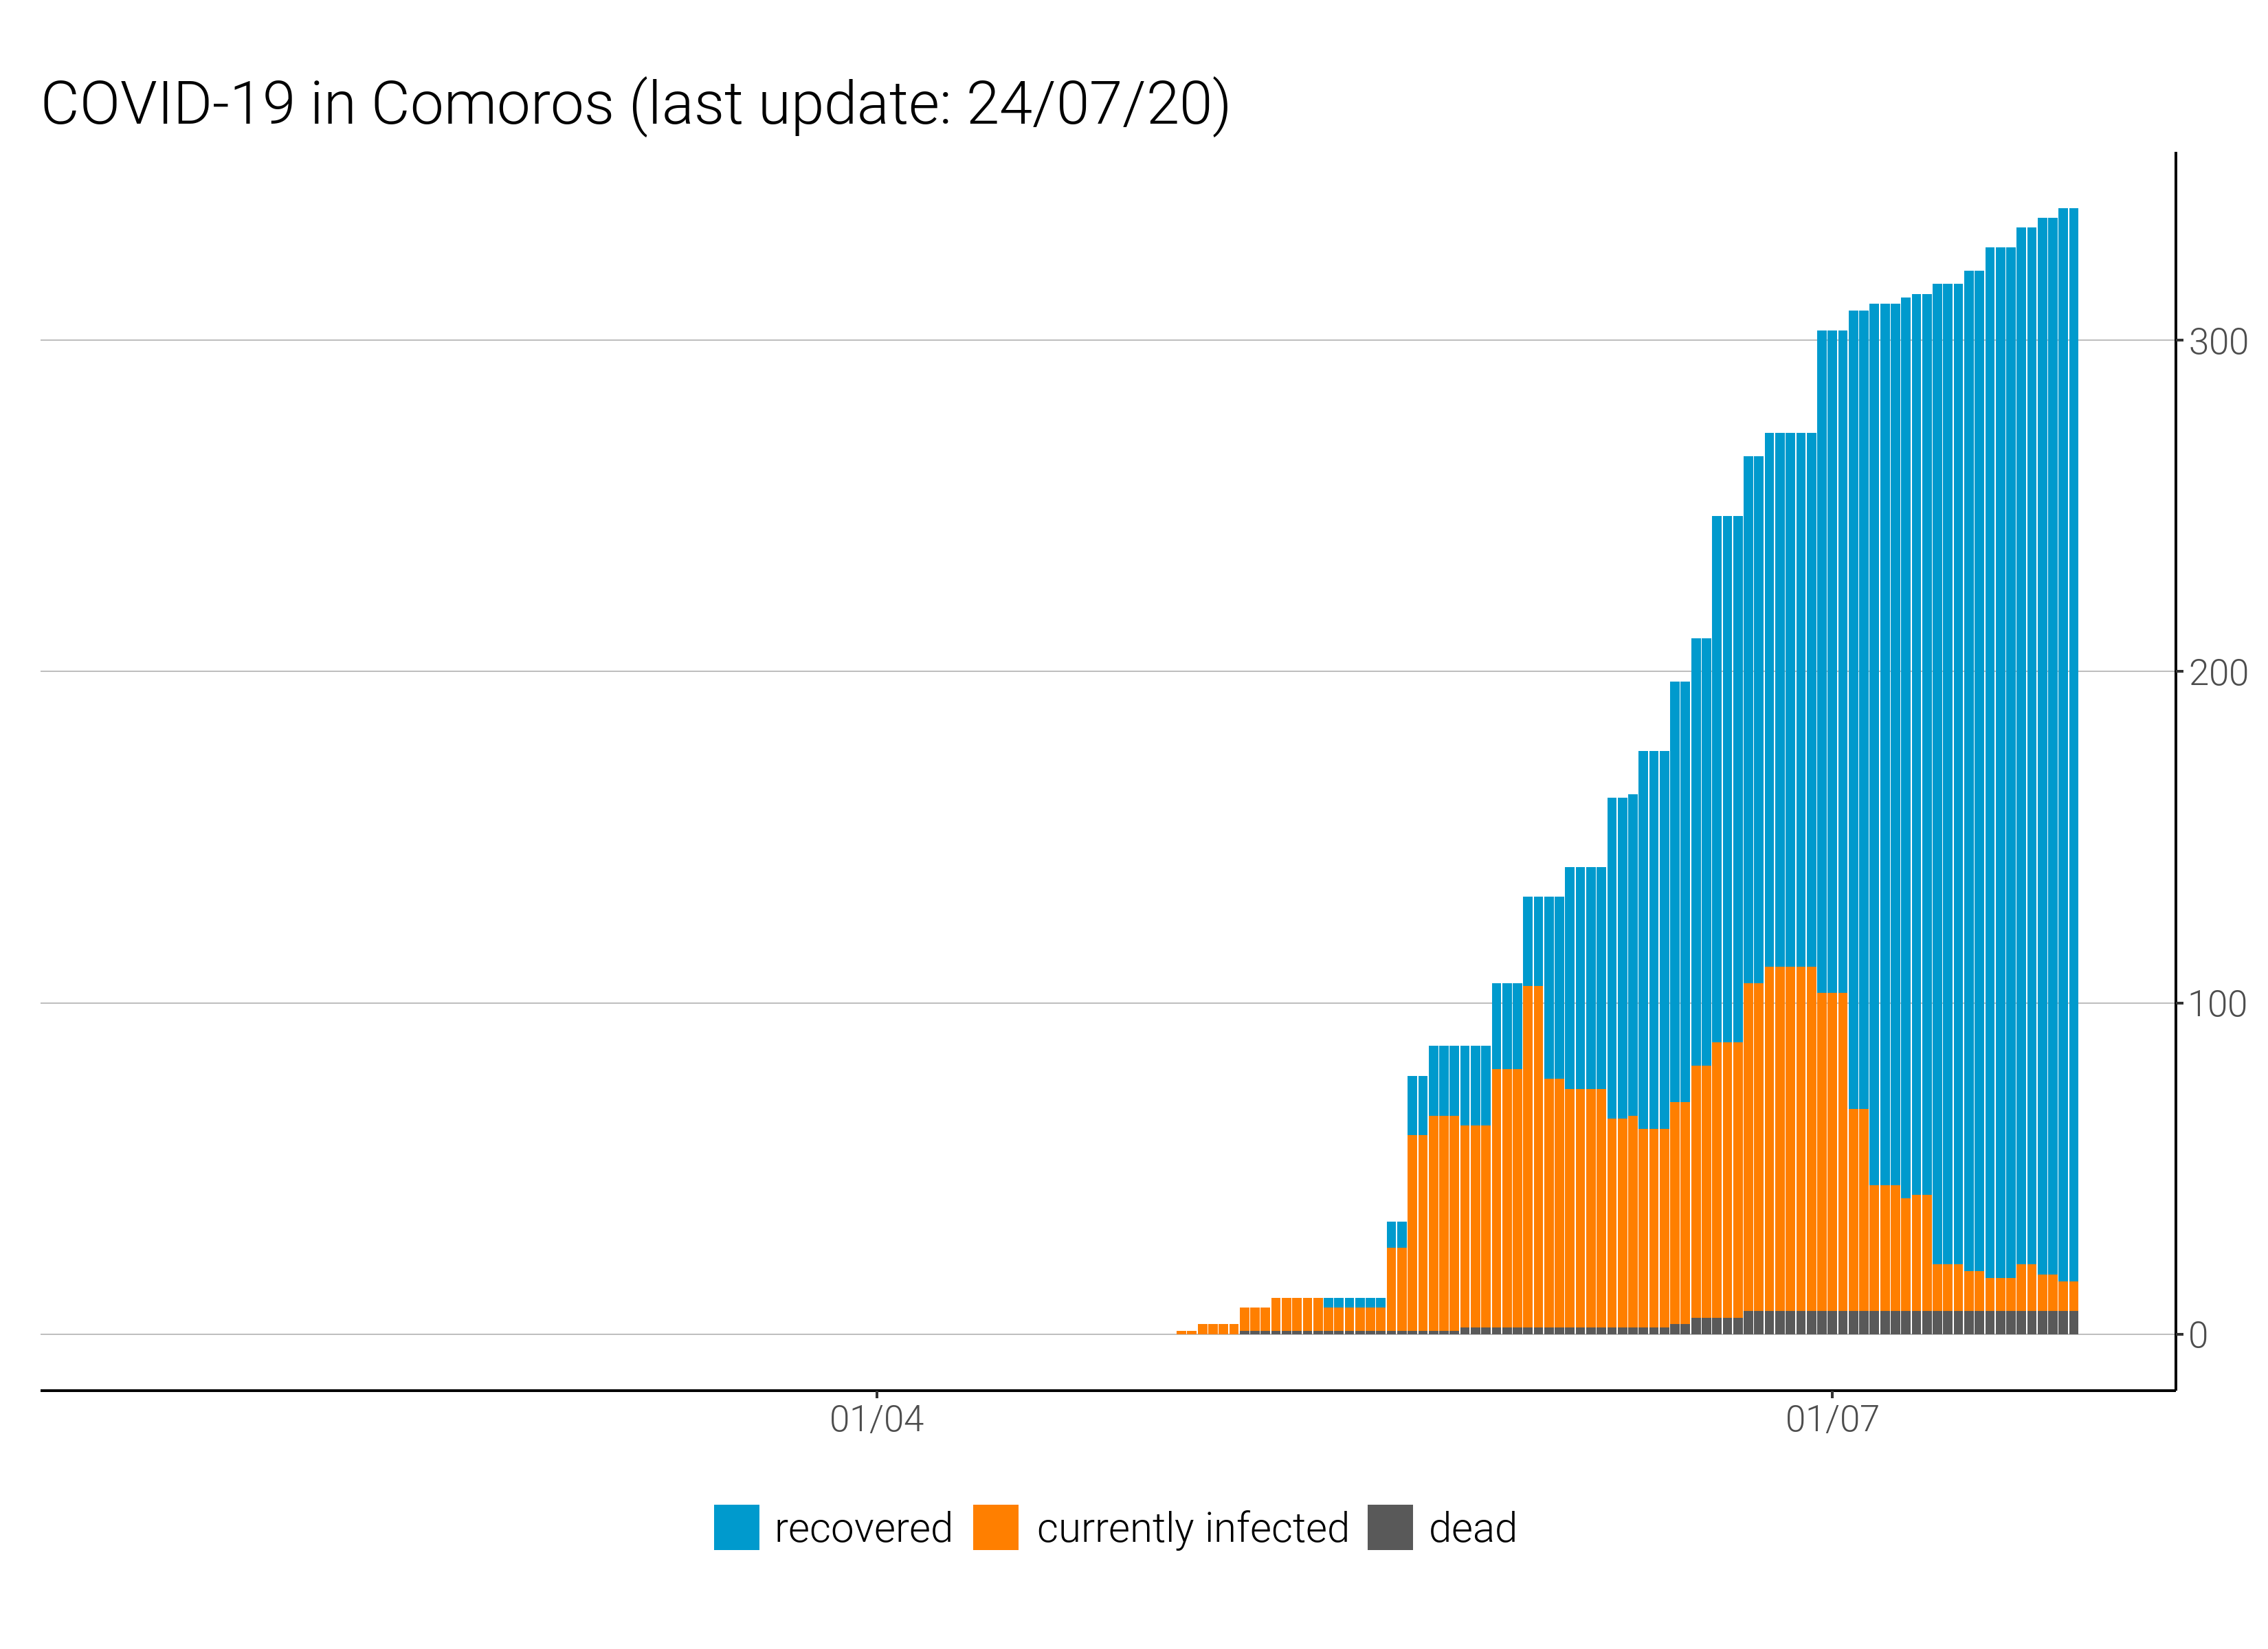 COVID-19 in Comoros (last update: 24/07/20)
300
200
100
0
01/04 01/07
recovered currently infected dead